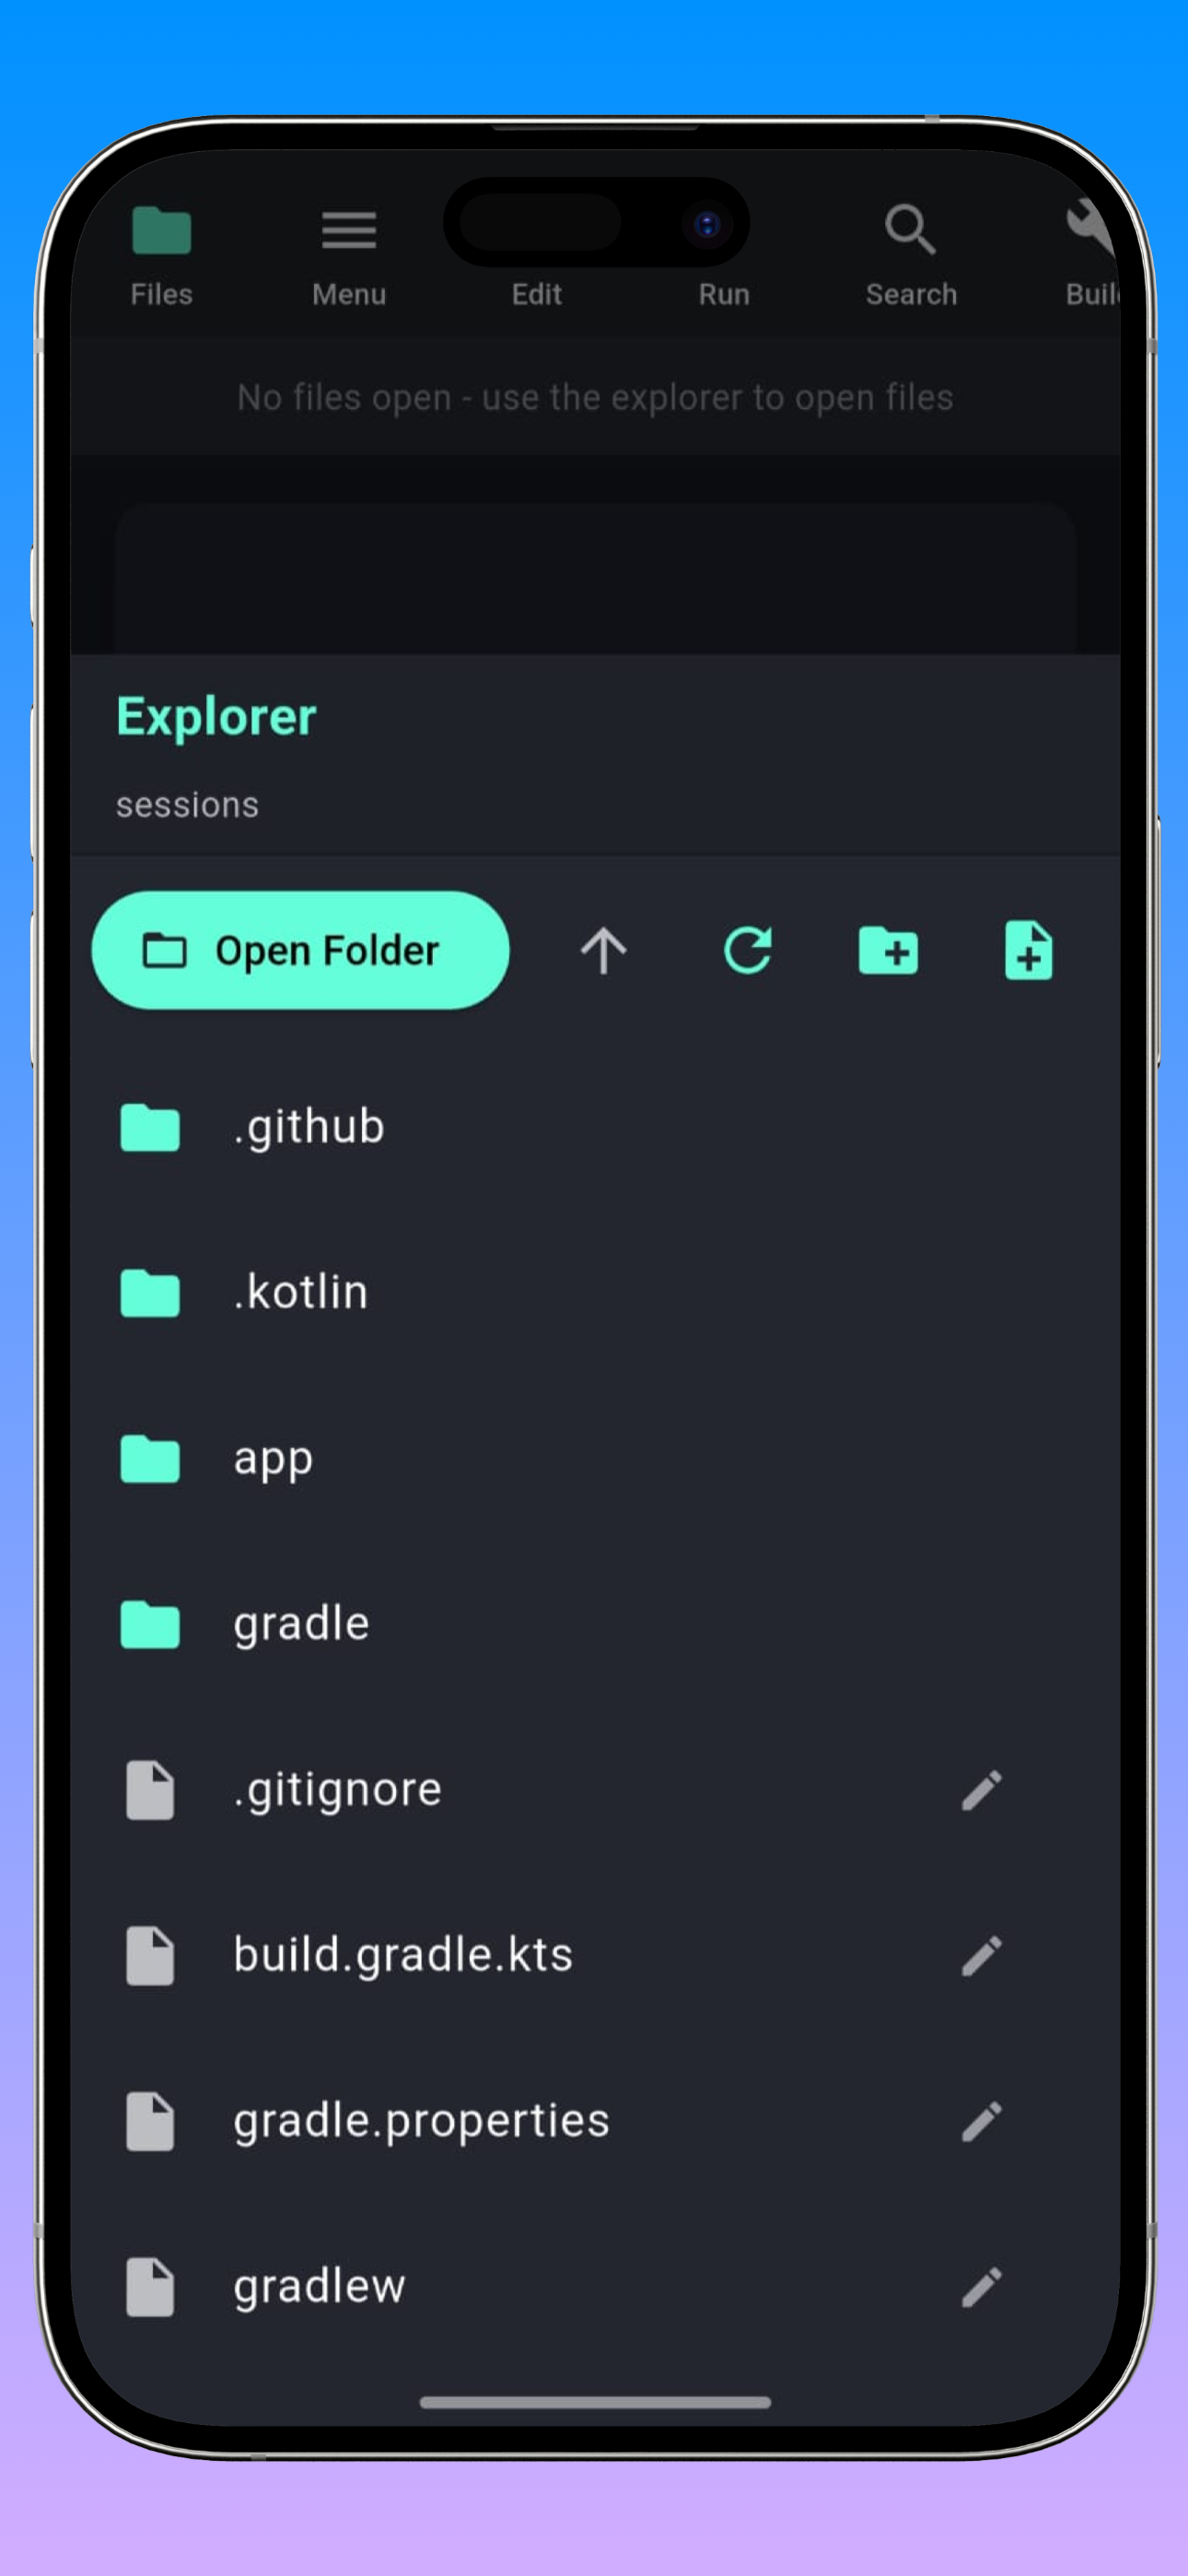 Files Menu Edit Run Search Build
No files open - use the explorer to open files
Explorer
sessions
Open Folder
.github
.kotlin
app
gradle
.gitignore
build.gradle.kts
gradle.properties
gradlew